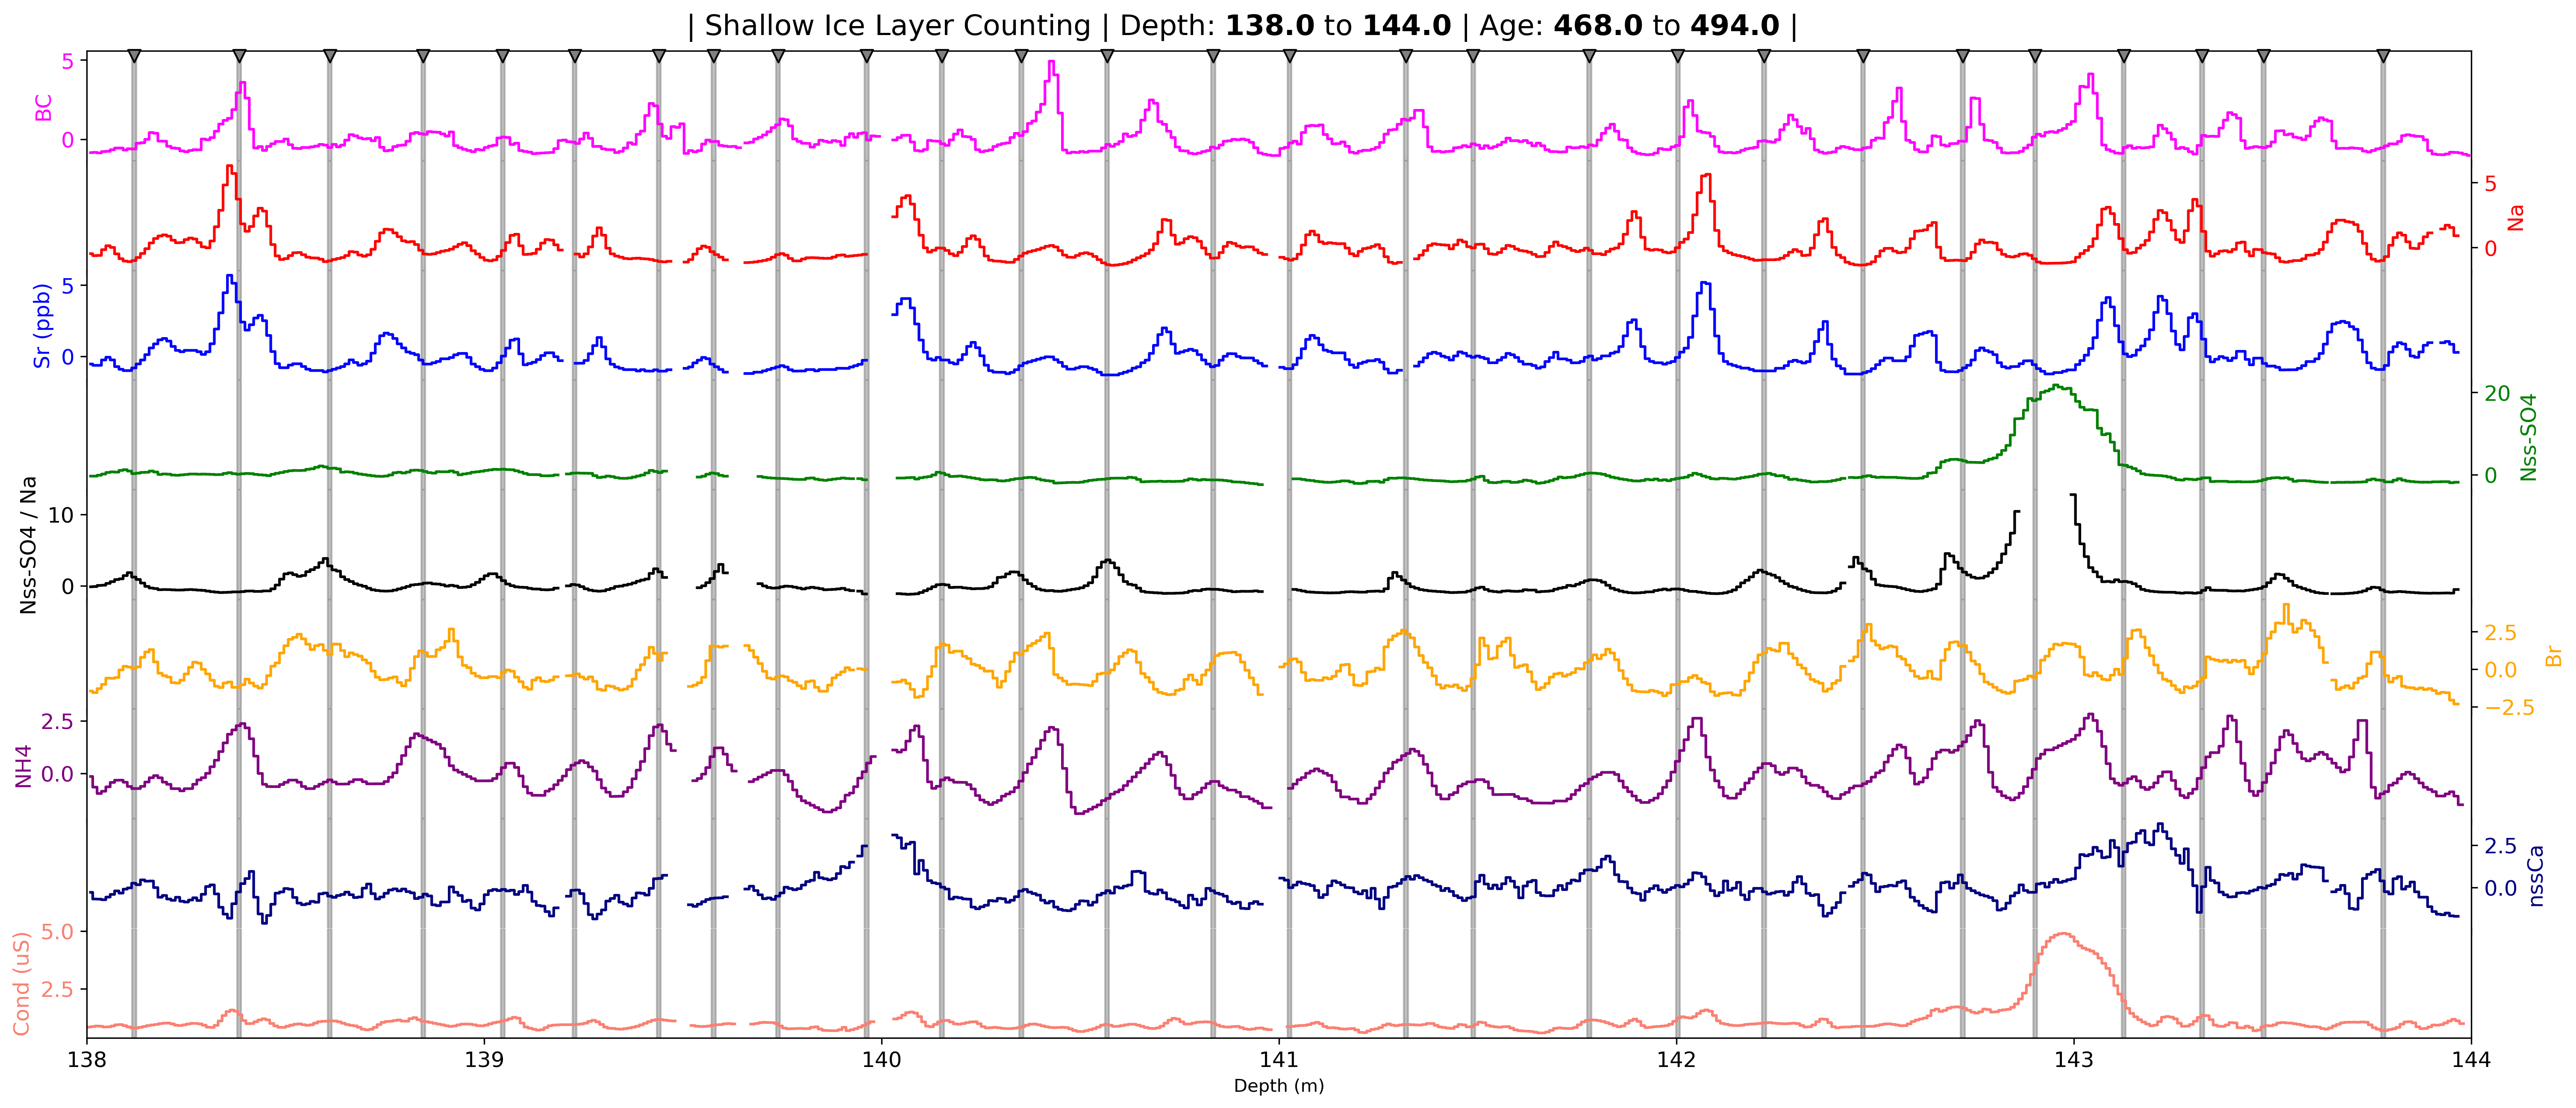 | Shallow Ice Layer Counting | Depth: 138.0 to 144.0 | Age: 468.0 to 494.0 |
BC
5
0
Na
5
0
Sr (ppb)
5
0
Nss-SO4
20
0
Nss-SO4 / Na
10
0
Br
2.5
0.0
−2.5
NH4
2.5
0.0
nssCa
2.5
0.0
Cond (uS)
5.0
2.5
138 139 140 141 142 143 144
Depth (m)